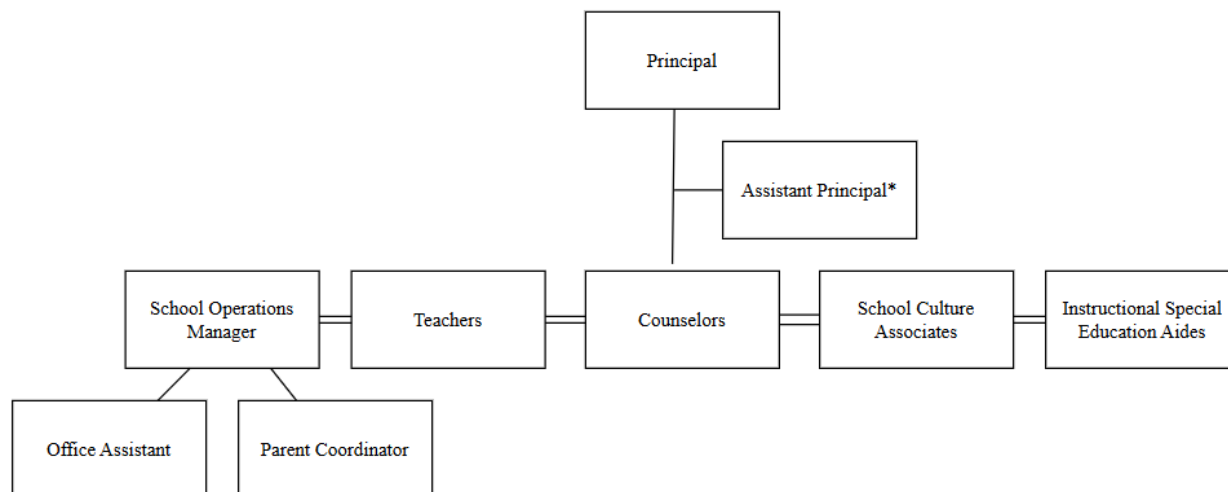 Principal
Assistant Principal*
School Operations
Manager
Teachers
Counselors
School Culture
Associates
Instructional Special
Education Aides
Office Assistant
Parent Coordinator